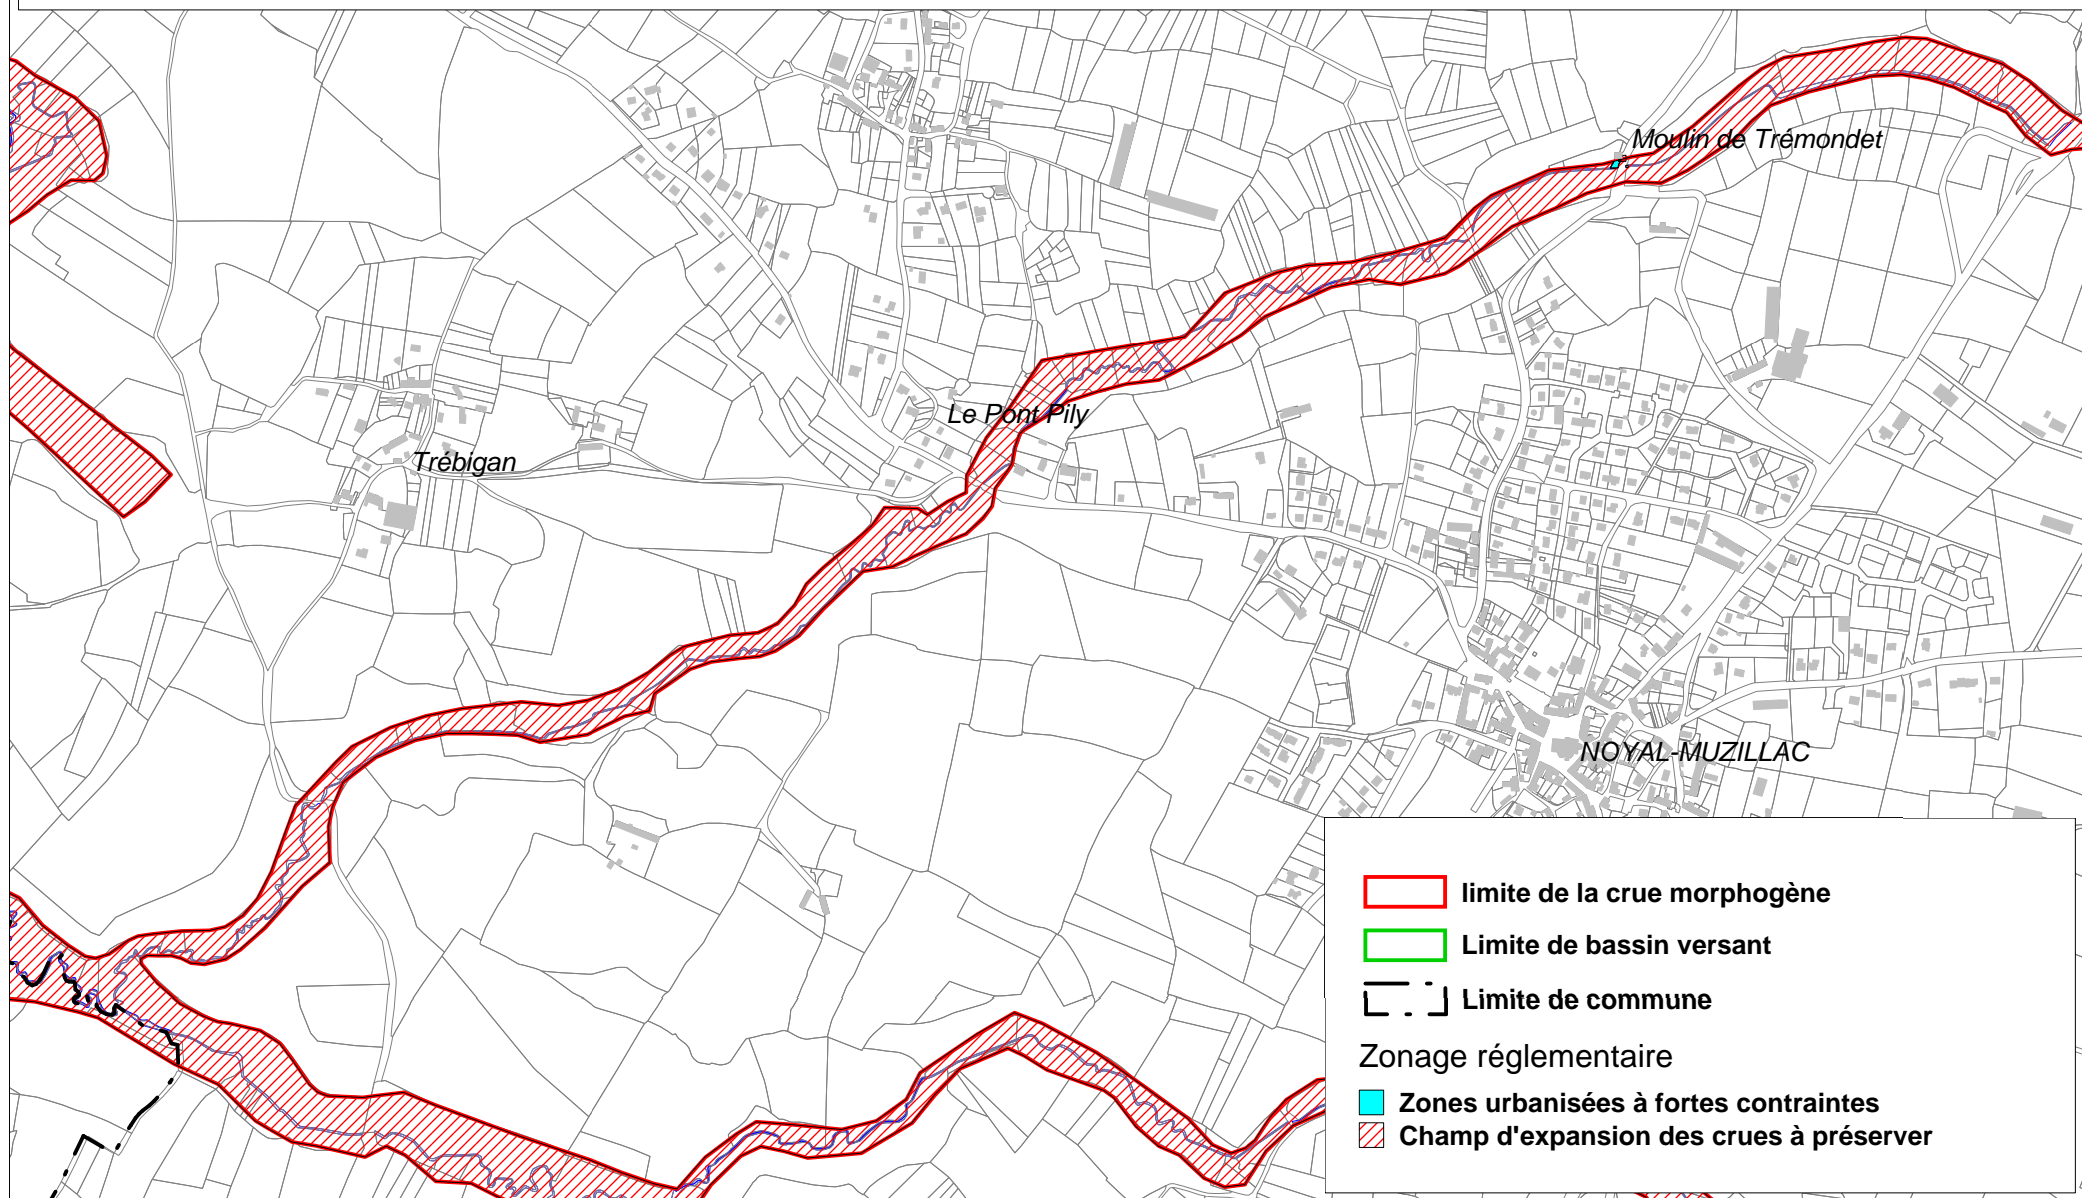 Moulin de Trémondet
Le Pont Pily
Trébigan
NOYAL-MUZILLAC
limite de la crue morphogène
Limite de bassin versant
Limite de commune
Zonage réglementaire
Zones urbanisées à fortes contraintes
Champ d'expansion des crues à préserver